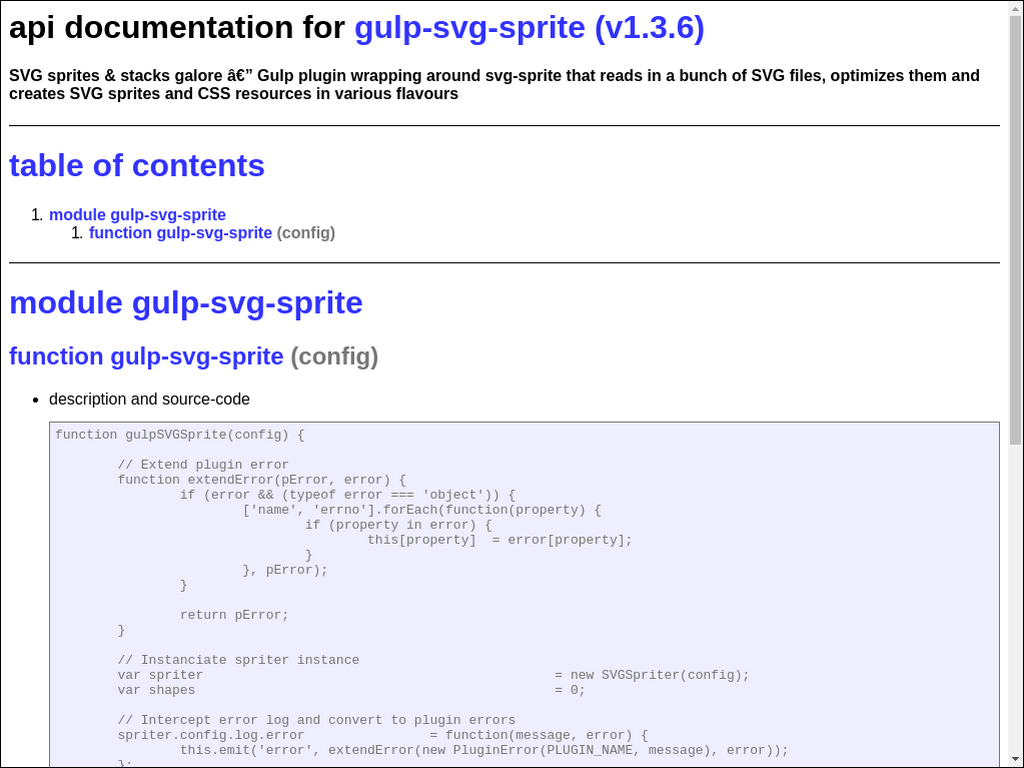 api documentation for gulp-svg-sprite (v1.3.6)
SVG sprites & stacks galore â€” Gulp plugin wrapping around svg-sprite that reads in a bunch of SVG files, optimizes them and
creates SVG sprites and CSS resources in various flavours
table of contents
1. module gulp-svg-sprite
1. function gulp-svg-sprite (config)
module gulp-svg-sprite
function gulp-svg-sprite (config)
• description and source-code
function gulpSVGSprite(config) {
// Extend plugin error
function extendError(pError, error) {
if (error && (typeof error === 'object')) {
['name', 'errno'].forEach(function(property) {
if (property in error) {
this[property]  = error[property];
}
}, pError);
}
return pError;
}
// Instanciate spriter instance
var spriter = new SVGSpriter(config);
var shapes = 0;
// Intercept error log and convert to plugin errors
spriter.config.log.error = function(message, error) {
this.emit('error', extendError(new PluginError(PLUGIN_NAME, message), error));
};